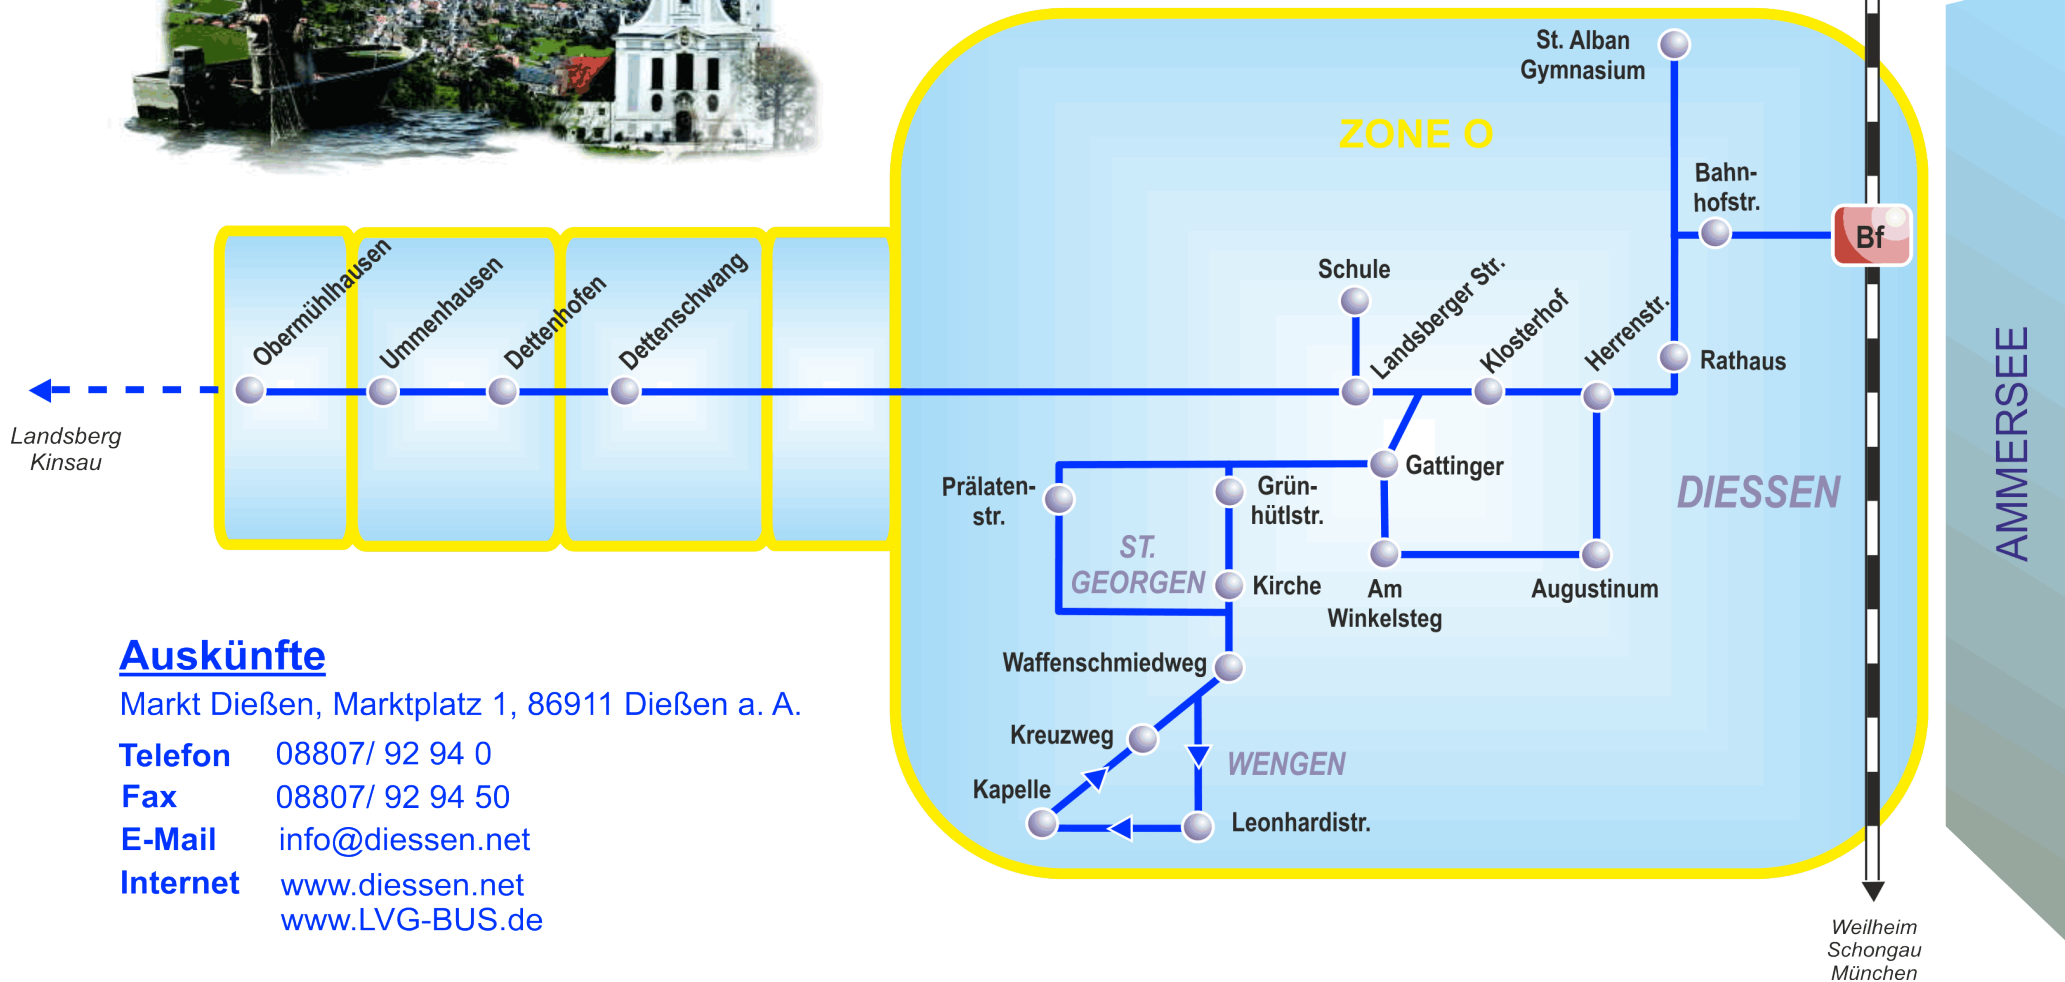 St. Alban
Gymnasium
ZONE O
Bahn-
hofstr.
Bf
Schule
Landsberger Str.
Klosterhof
Herrenstr.
Rathaus
Obermühlhausen
Ummenhausen
Dettenhofen
Dettenschwang
Landsberg
Kinsau
Gattinger
Prälaten-
str.
Grün-
hütlstr.
DIESSEN
AMMERSEE
ST.
GEORGEN
Kirche
Am
Winkelsteg
Augustinum
Waffenschmiedweg
Kreuzweg
WENGEN
Kapelle
Leonhardistr.
Auskünfte
Markt Dießen, Marktplatz 1, 86911 Dießen a. A.
Telefon 08807/ 92 94 0
Fax 08807/ 92 94 50
E-Mail info@diessen.net
Internet www.diessen.net
www.LVG-BUS.de
Weilheim
Schongau
München